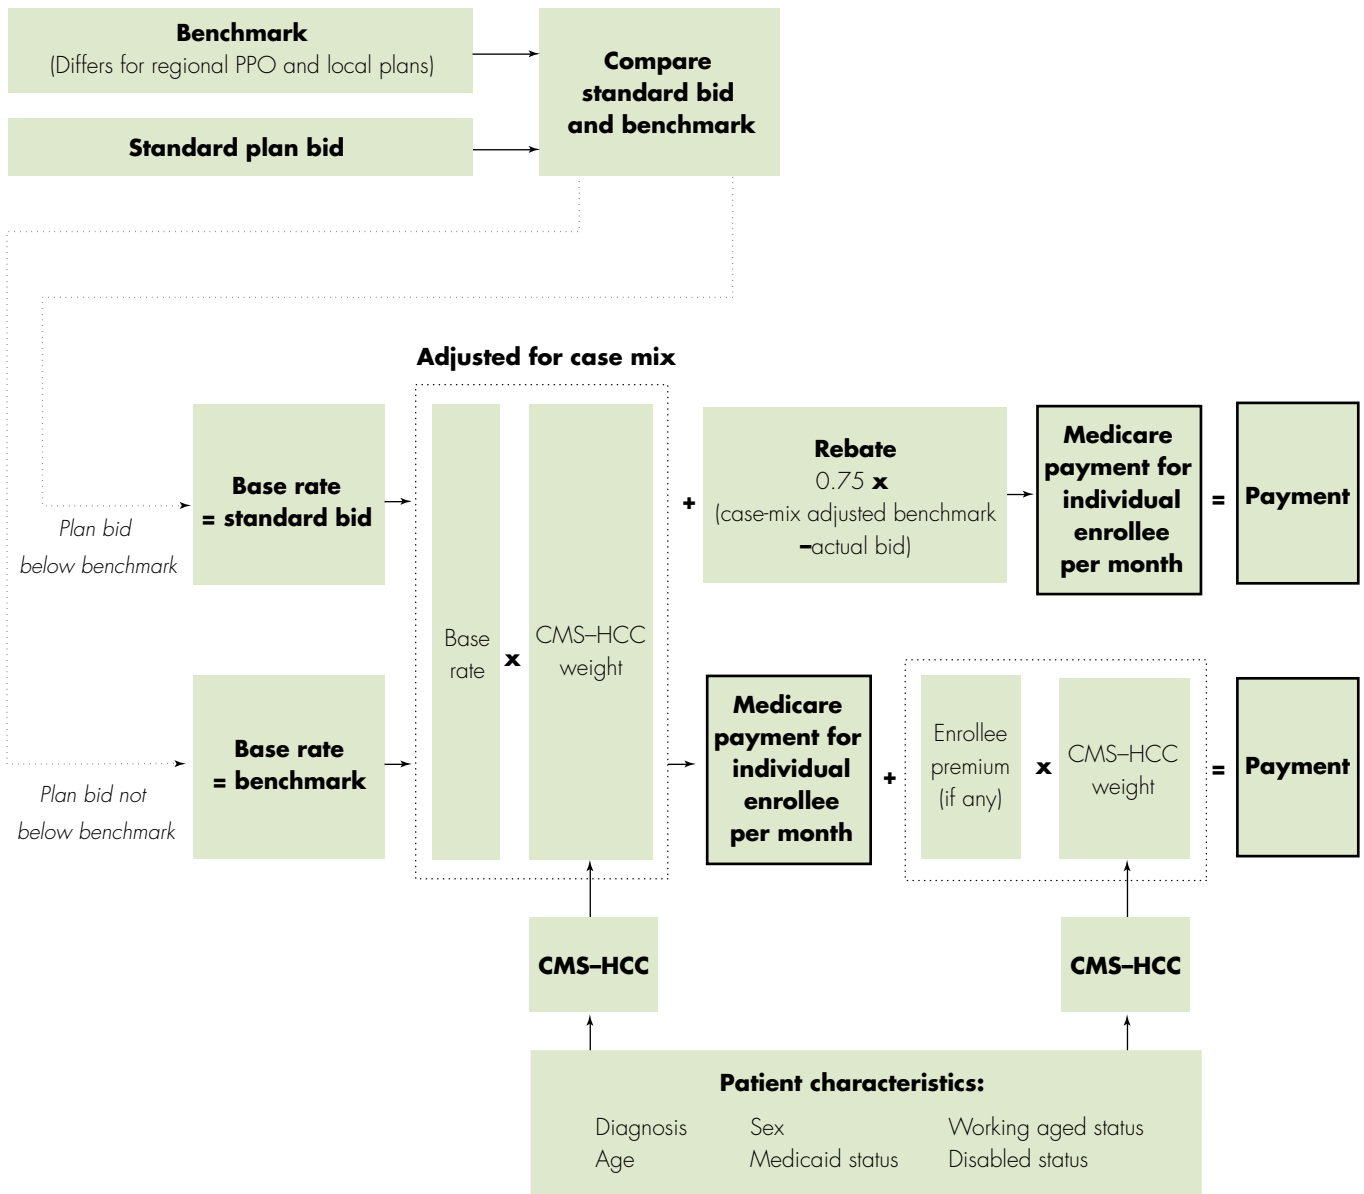 Benchmark
(Differs for regional PPO and local plans)
Standard plan bid
Compare
standard bid
and benchmark
Adjusted for case mix
Plan bid
below benchmark
Base rate
= standard bid
Base
rate
x
CMS–HCC
weight
+
Rebate
0.75 x
(case-mix adjusted benchmark
–actual bid)
Medicare
payment for
individual
enrollee
per month
=
Payment
Plan bid not
below benchmark
Base rate
= benchmark
Medicare
payment for
individual
enrollee
per month
+
Enrollee
premium
(if any)
x
CMS–HCC
weight
=
Payment
CMS–HCC
CMS–HCC
Patient characteristics:
Diagnosis Sex Working aged status
Age Medicaid status Disabled status